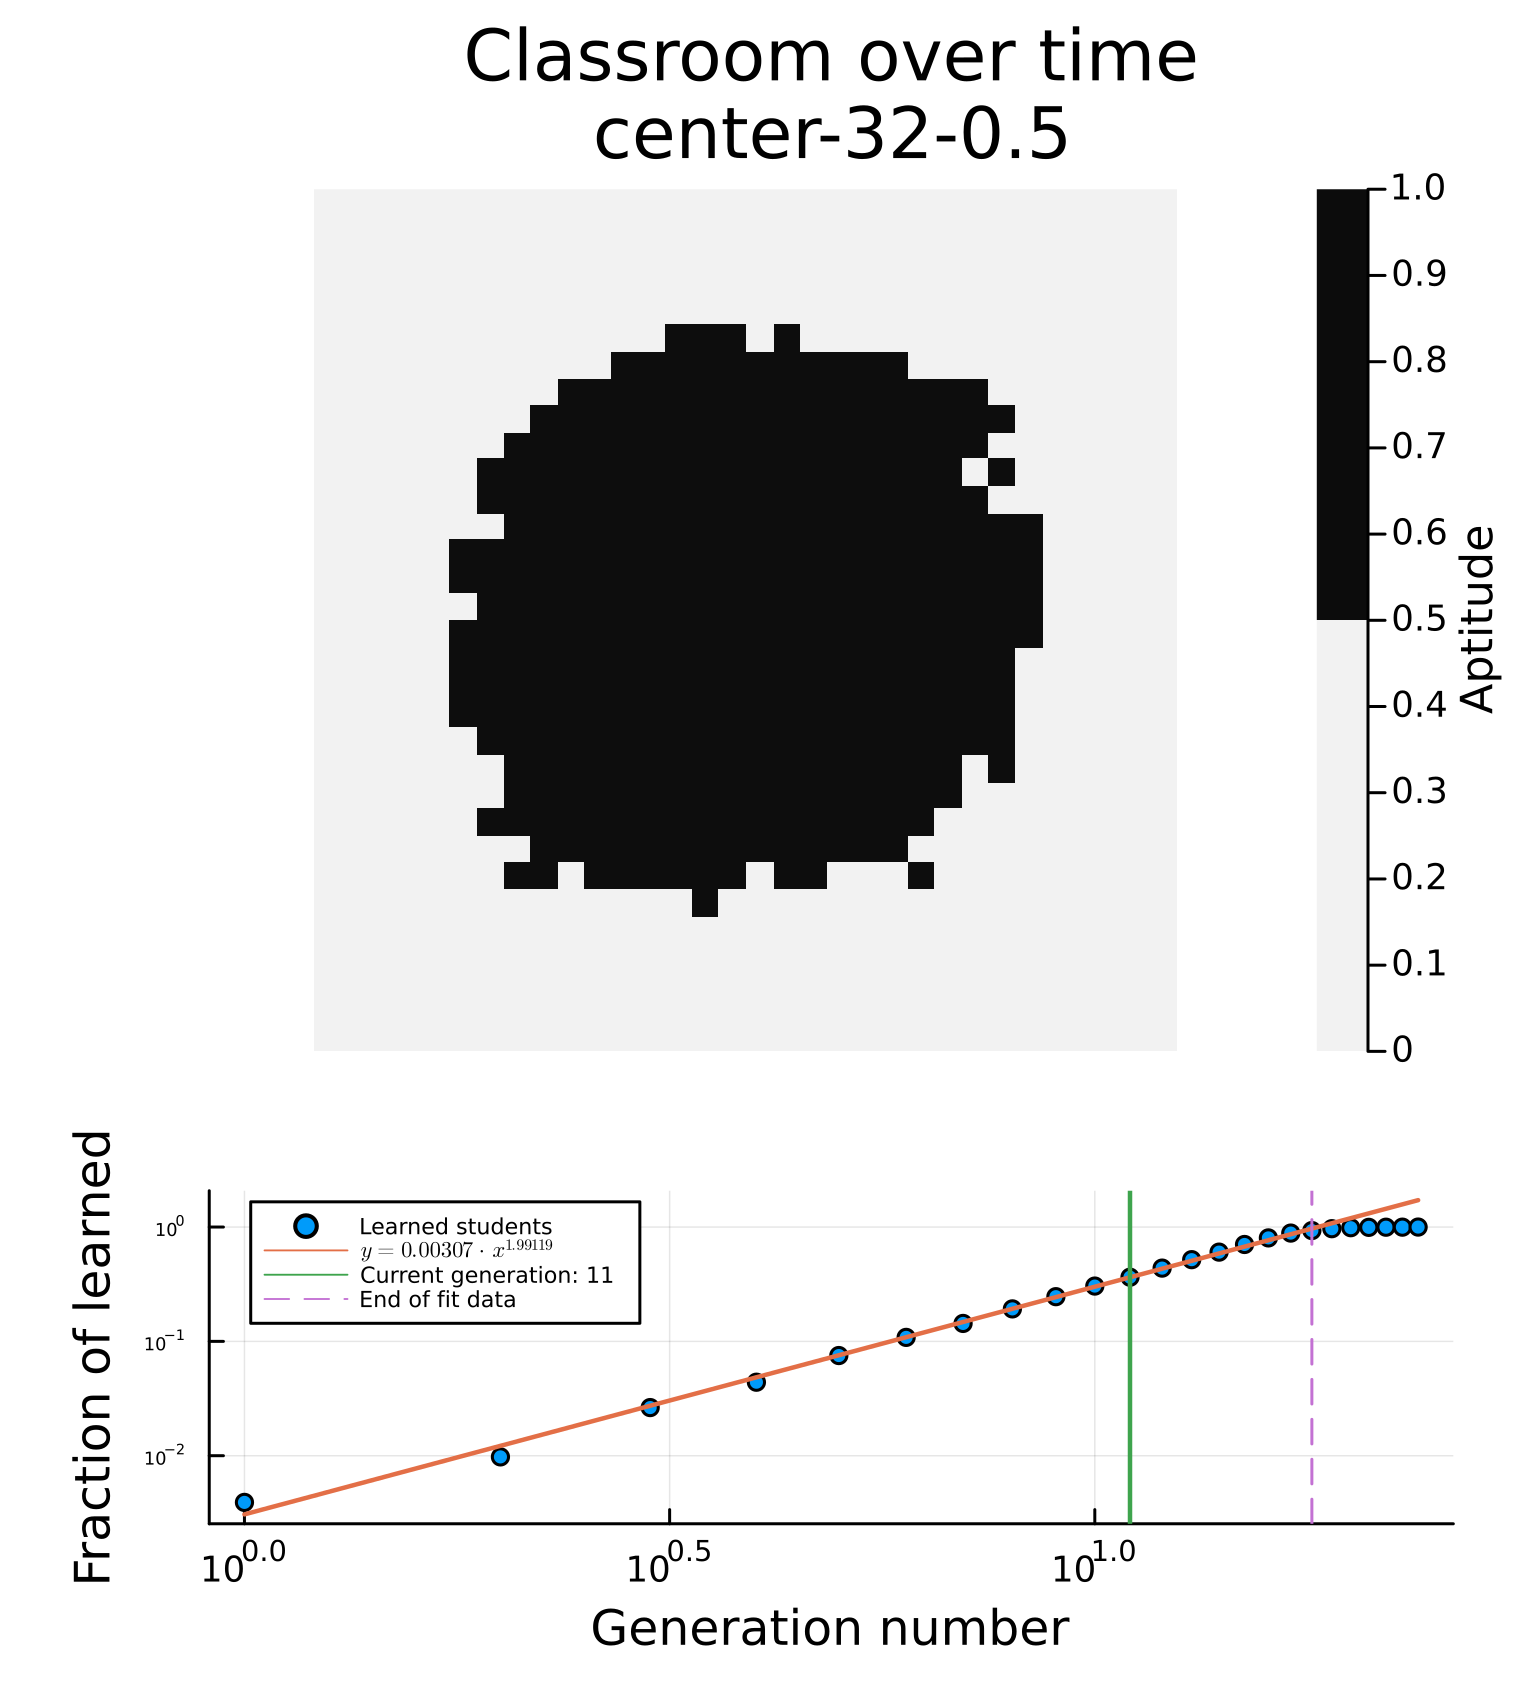 Classroom over time
center-32-0.5
1.0
0.9
0.8
0.7
0.6
0.5
0.4
0.3
0.2
0.1
0
Aptitude
Fraction of learned
10⁰
10⁻¹
10⁻²
Learned students
y = 0.00307 · x^1.99119
Current generation: 11
End of fit data
10^0.0
10^0.5
10^1.0
Generation number